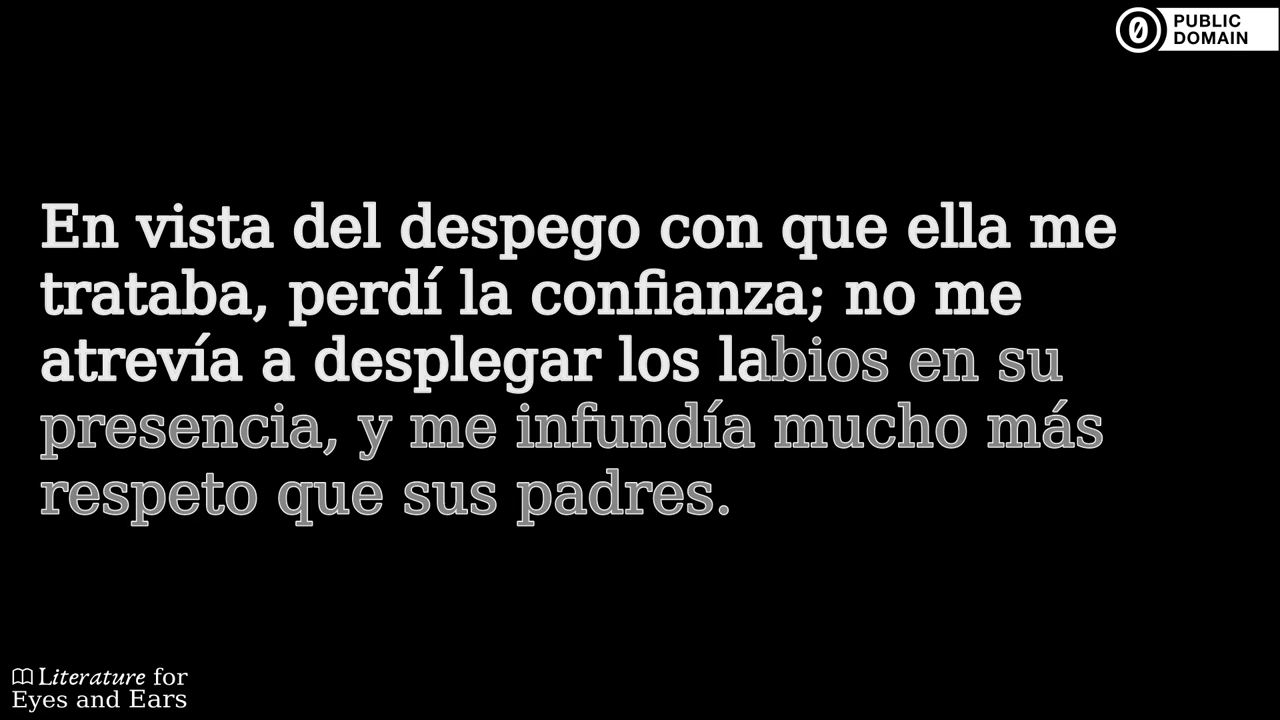 PUBLIC
DOMAIN
En vista del despego con que ella me
trataba, perdí la confianza; no me
atrevía a desplegar los labios en su
presencia, y me infundía mucho más
respeto que sus padres.
Literature for
Eyes and Ears